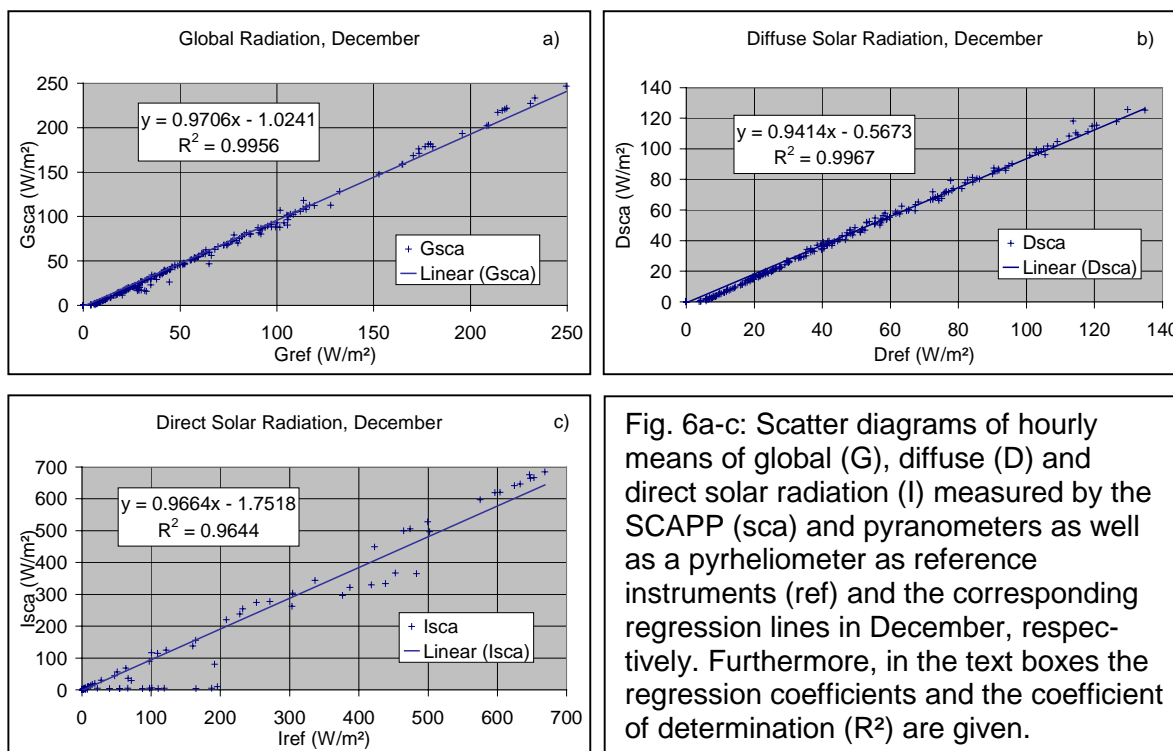 Global Radiation, December a)
250
200
150
100
50
0
Gsca (W/m²)
y = 0.9706x - 1.0241
R² = 0.9956
Gsca
Linear (Gsca)
0 50 100 150 200 250
Gref (W/m²)
Diffuse Solar Radiation, December b)
140
120
100
80
60
40
20
0
Dsca (W/m²)
y = 0.9414x - 0.5673
R² = 0.9967
Dsca
Linear (Dsca)
0 20 40 60 80 100 120 140
Dref (W/m²)
Direct Solar Radiation, December c)
700
600
500
400
300
200
100
0
Isca (W/m²)
y = 0.9664x - 1.7518
R² = 0.9644
Isca
Linear (Isca)
0 100 200 300 400 500 600 700
Iref (W/m²)
Fig. 6a-c: Scatter diagrams of hourly
means of global (G), diffuse (D) and
direct solar radiation (I) measured by the
SCAPP (sca) and pyranometers as well
as a pyrheliometer as reference
instruments (ref) and the corresponding
regression lines in December, respec-
tively. Furthermore, in the text boxes the
regression coefficients and the coefficient
of determination (R²) are given.